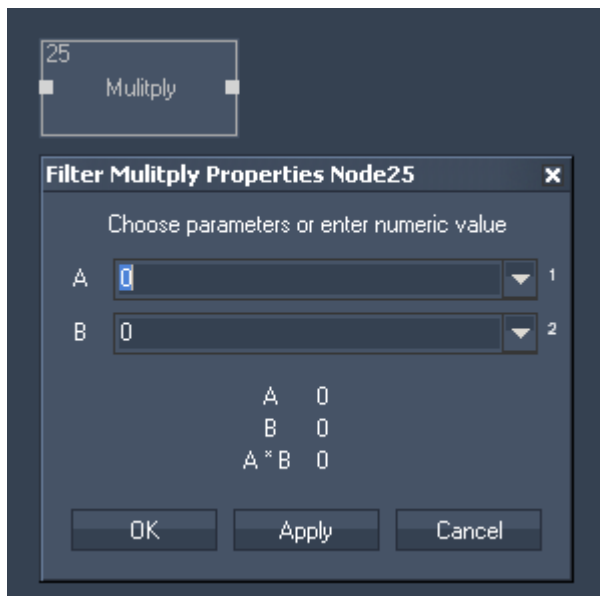 25
Mulitply
Filter Mulitply Properties Node25
Choose parameters or enter numeric value
A 0 1
B 0 2
A 0
B 0
A * B 0
OK Apply Cancel